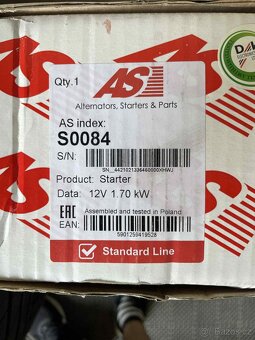 Qty.1
AS
Alternators, Starters & Parts
AS index:
S0084
S/N:
Product: Starter
Data: 12V 1.70 kW
EAC
Assembled and tested in Poland
EAN:
5901259419528
Standard Line